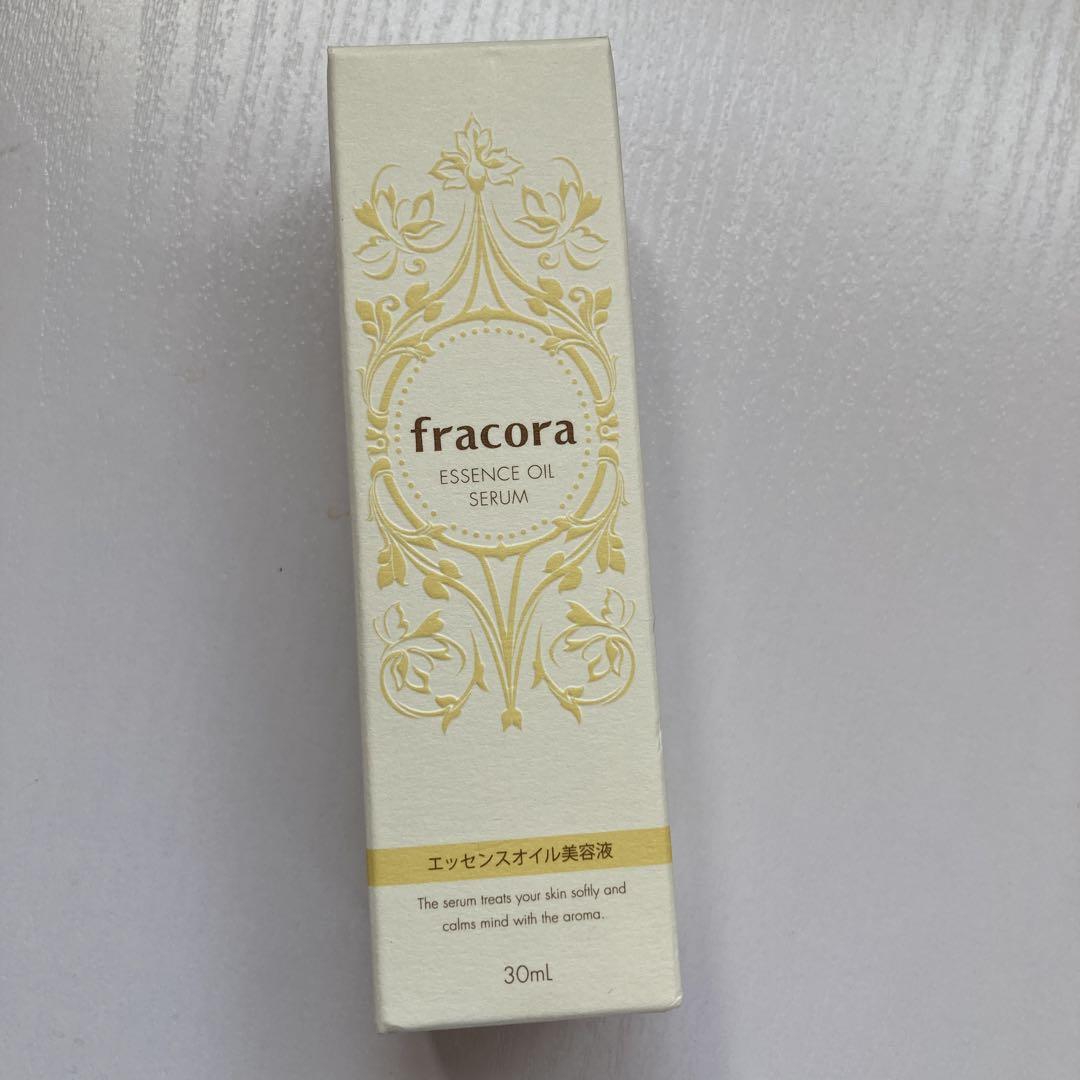 fracora
ESSENCE OIL
SERUM
エッセンスオイル美容液
The serum treats your skin softly and
calms mind with the aroma.
30mL